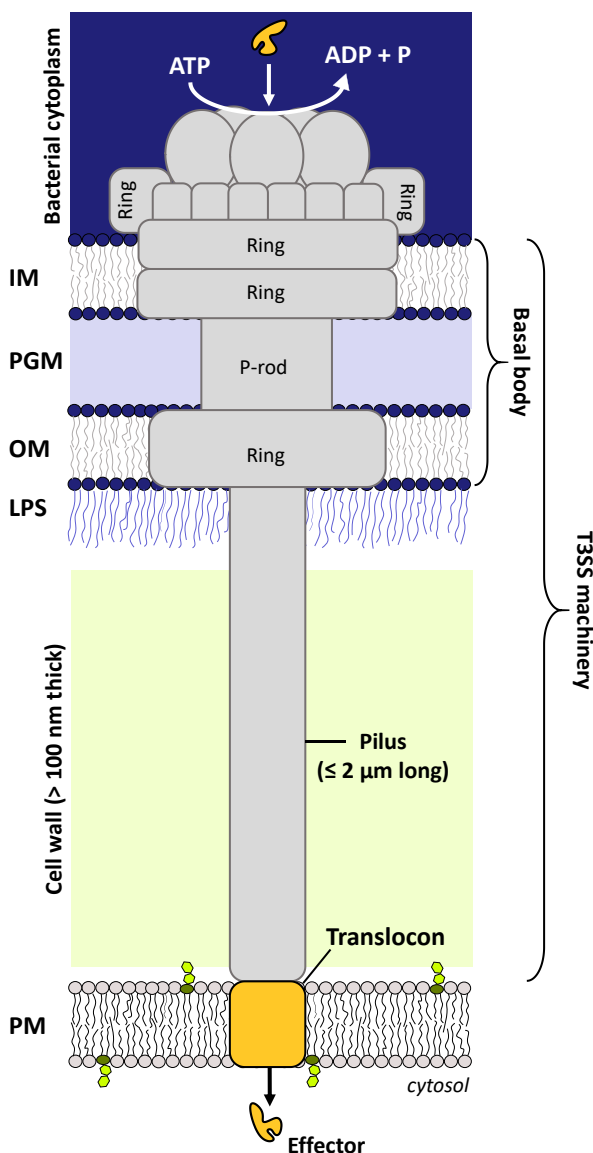 ATP
ADP + P
Bacterial cytoplasm
Ring
Ring
Ring
IM
Ring
PGM
P-rod
Basal body
OM
Ring
LPS
T3SS machinery
Cell wall (> 100 nm thick)
Pilus
(≤ 2 µm long)
Translocon
PM
cytosol
Effector